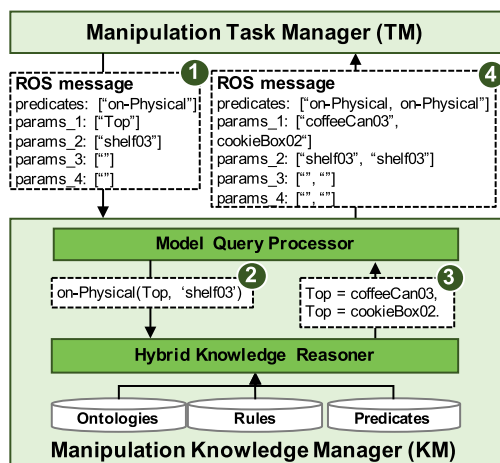 Manipulation Task Manager (TM)
1
ROS message
predicates: ["on-Physical"]
params_1: ["Top"]
params_2: ["shelf03"]
params_3: [""]
params_4: [""]
4
ROS message
predicates: ["on-Physical, on-Physical"]
params_1: ["coffeeCan03",
cookieBox02"]
params_2: ["shelf03", "shelf03"]
params_3: ["", ""]
params_4: ["", ""]
Model Query Processor
2
on-Physical(Top, 'shelf03')
3
Top = coffeeCan03,
Top = cookieBox02.
Hybrid Knowledge Reasoner
Ontologies
Rules
Predicates
Manipulation Knowledge Manager (KM)